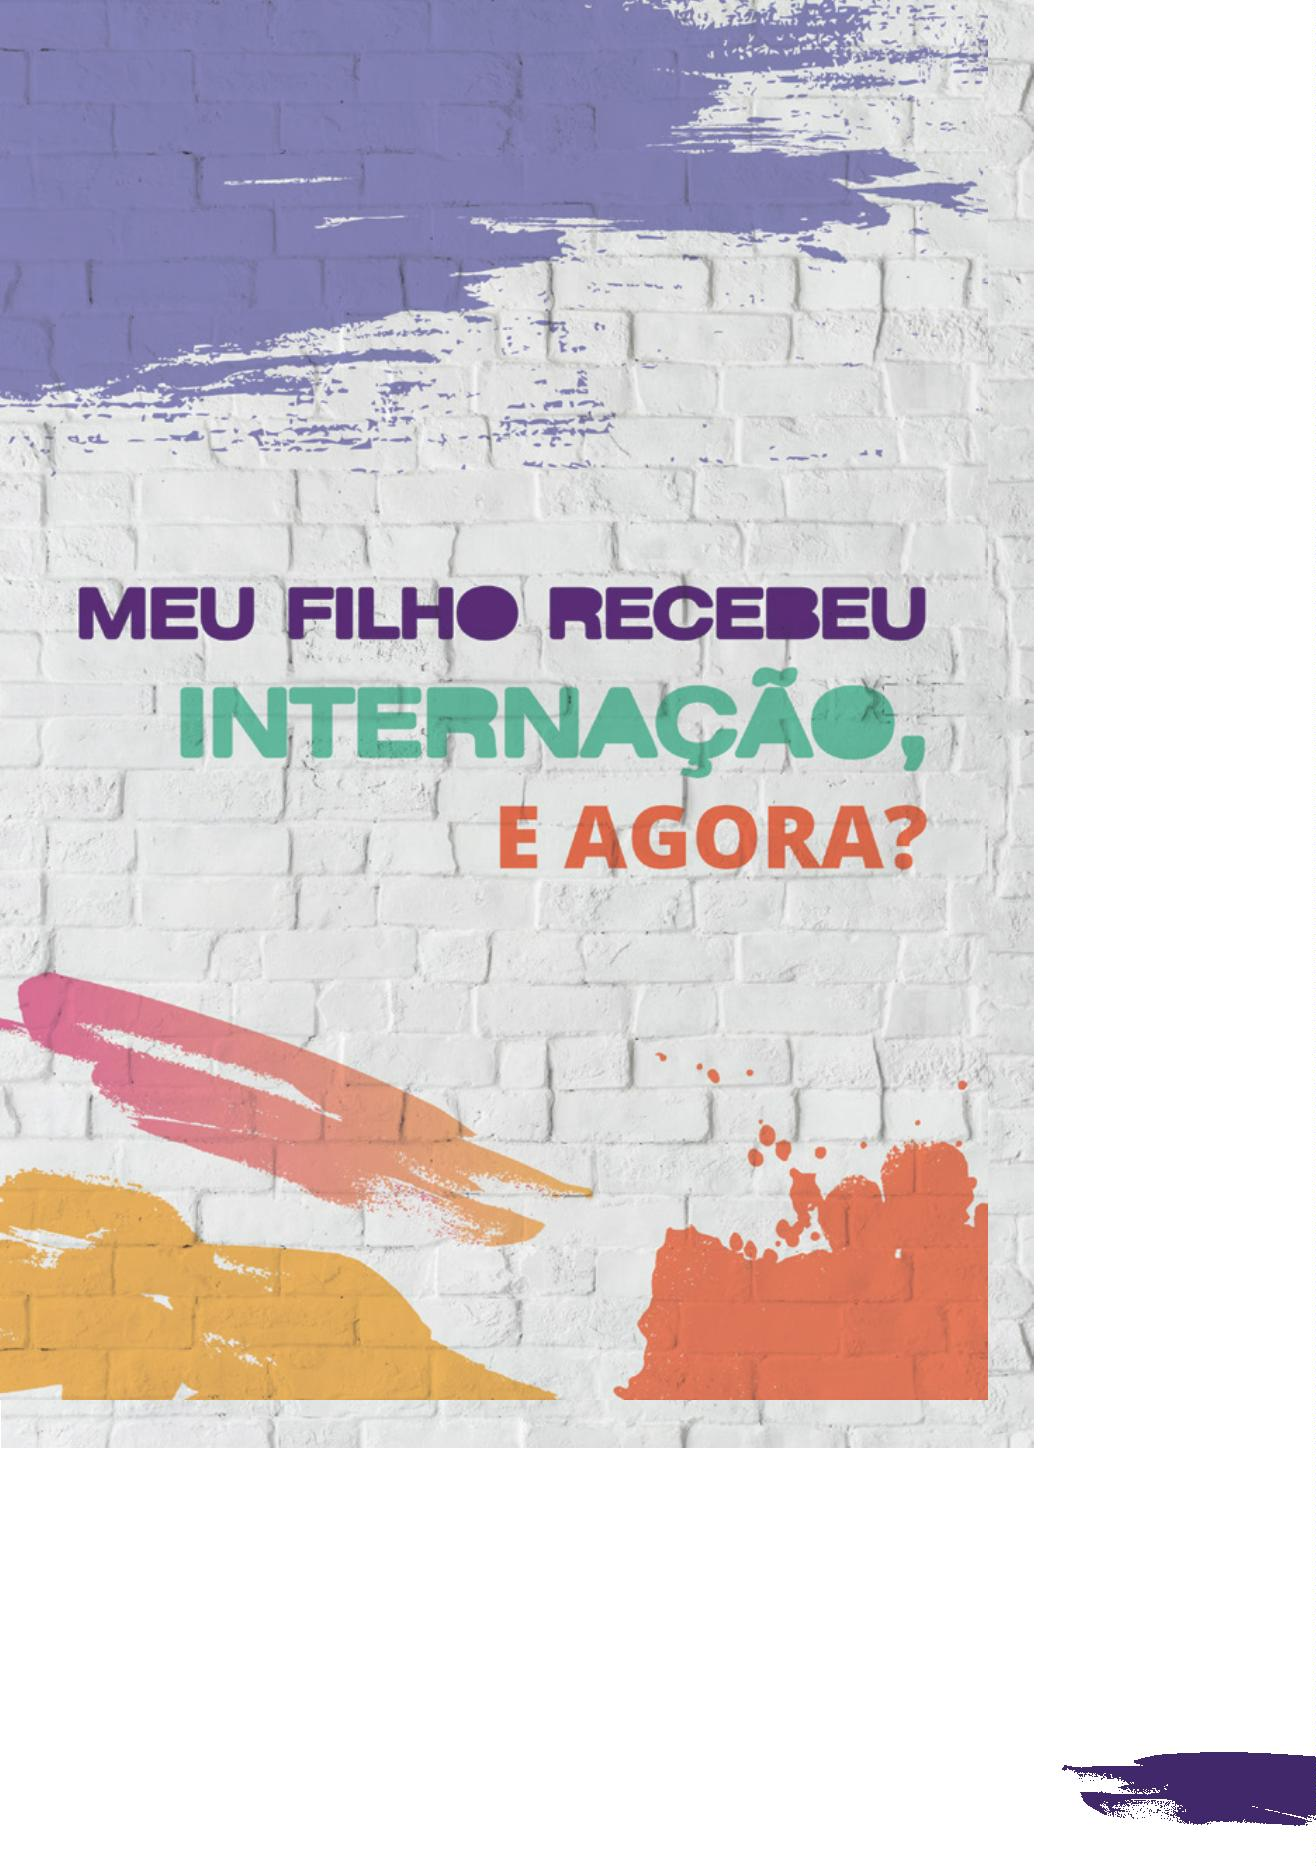 MEU FILHO RECEBEU
INTERNAÇÃO,
E AGORA?